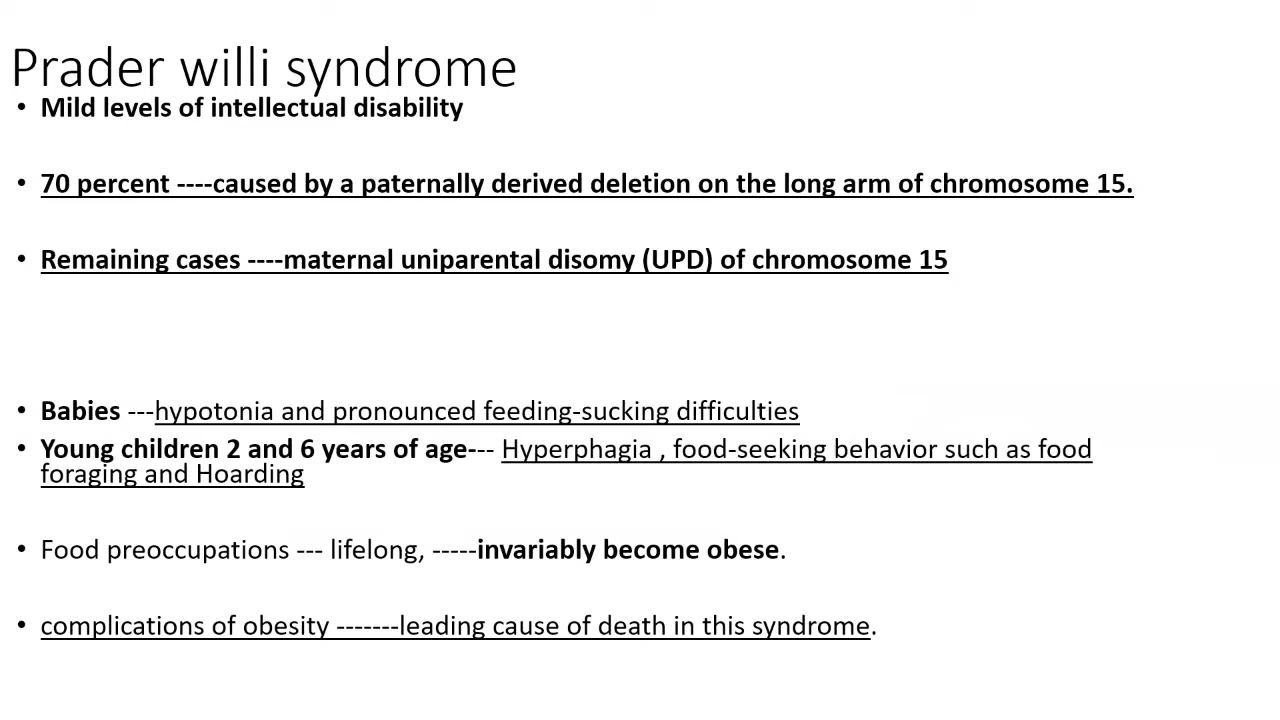 Prader willi syndrome
• Mild levels of intellectual disability
• 70 percent ----caused by a paternally derived deletion on the long arm of chromosome 15.
• Remaining cases ----maternal uniparental disomy (UPD) of chromosome 15
• Babies ---hypotonia and pronounced feeding-sucking difficulties
• Young children 2 and 6 years of age--- Hyperphagia , food-seeking behavior such as food
foraging and Hoarding
• Food preoccupations --- lifelong, -----invariably become obese.
• complications of obesity -------leading cause of death in this syndrome.